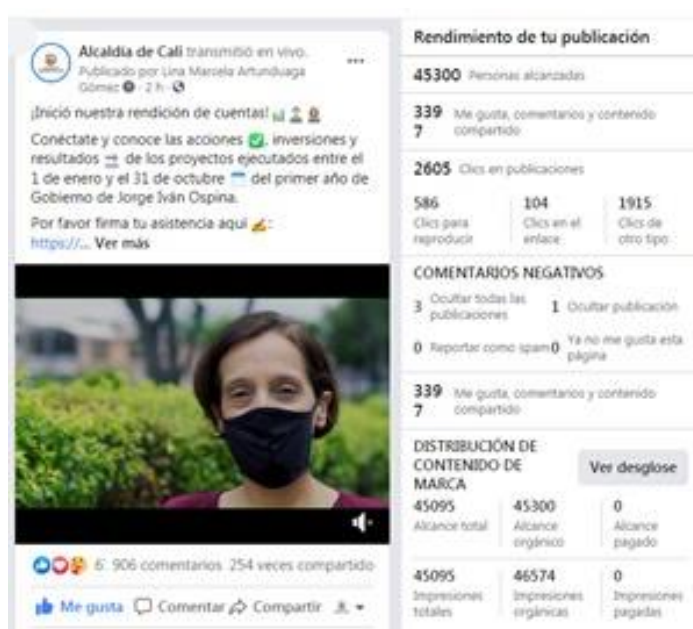 Alcaldía de Cali transmitió en vivo.
Publicado por Lina Marcela Artunduaga
Gómez · 2 h ·
¡Inició nuestra rendición de cuentas!
Conéctate y conoce las acciones ✅, inversiones y
resultados de los proyectos ejecutados entre el
1 de enero y el 31 de octubre del primer año de
Gobierno de Jorge Iván Ospina.
Por favor firma tu asistencia aquí ✍:
https://... Ver más
906 comentarios 254 veces compartido
Me gusta Comentar Compartir
Rendimiento de tu publicación
45300 Personas alcanzadas
339 Me gusta, comentarios y contenido
7 compartido
2605 Clics en publicaciones
586 104 1915
Clics para Clics en el Clics de
reproducir enlace otro tipo
COMENTARIOS NEGATIVOS
3 Ocultar todas las publicaciones 1 Ocultar publicación
0 Reportar como spam 0 Ya no me gusta esta página
339 Me gusta, comentarios y contenido
7 compartido
DISTRIBUCIÓN DE
CONTENIDO DE
MARCA
Ver desglose
45095 45300 0
Alcance total Alcance orgánico Alcance pagado
45095 46574 0
Impresiones totales Impresiones orgánicas Impresiones pagadas